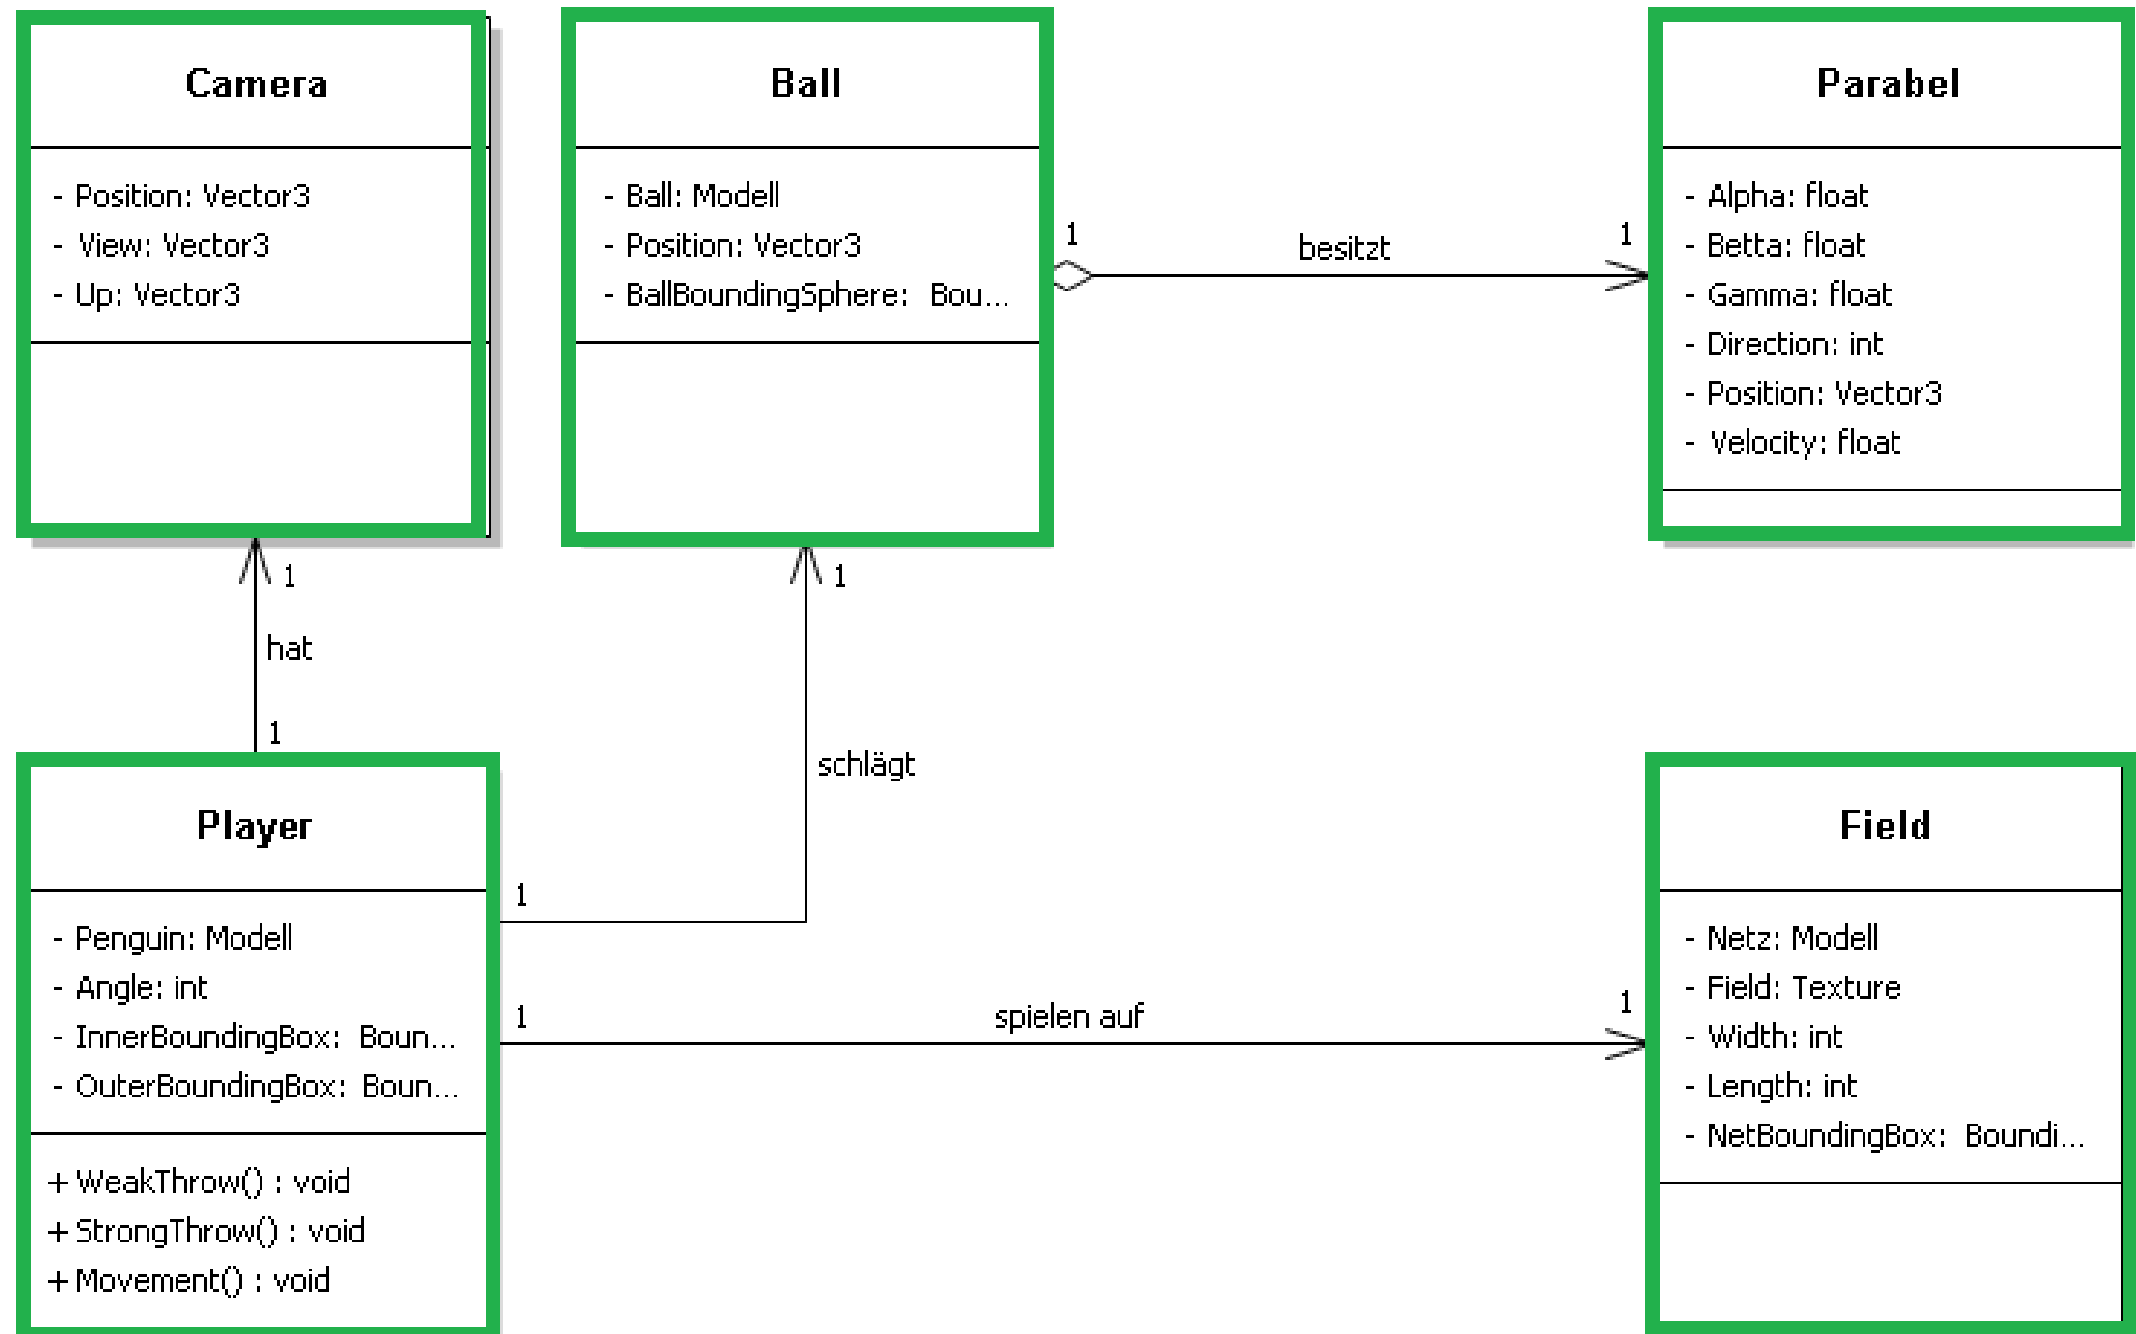 Camera
- Position: Vector3
- View: Vector3
- Up: Vector3
Ball
- Ball: Modell
- Position: Vector3
- BallBoundingSphere: Bou...
Parabel
- Alpha: float
- Betta: float
- Gamma: float
- Direction: int
- Position: Vector3
- Velocity: float
1
besitzt
1
1
hat
1
1
schlägt
1
Player
- Penguin: Modell
- Angle: int
- InnerBoundingBox: Boun...
- OuterBoundingBox: Boun...
+ WeakThrow() : void
+ StrongThrow() : void
+ Movement() : void
1
spielen auf
1
Field
- Netz: Modell
- Field: Texture
- Width: int
- Length: int
- NetBoundingBox: Boundi...